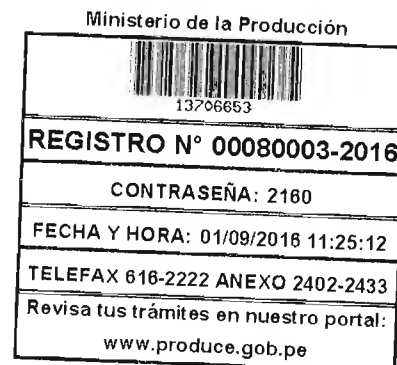 Ministerio de la Producción
13706653
REGISTRO N° 00080003-2016
CONTRASEÑA: 2160
FECHA Y HORA: 01/09/2016 11:25:12
TELEFAX 616-2222 ANEXO 2402-2433
Revisa tus trámites en nuestro portal:
www.produce.gob.pe